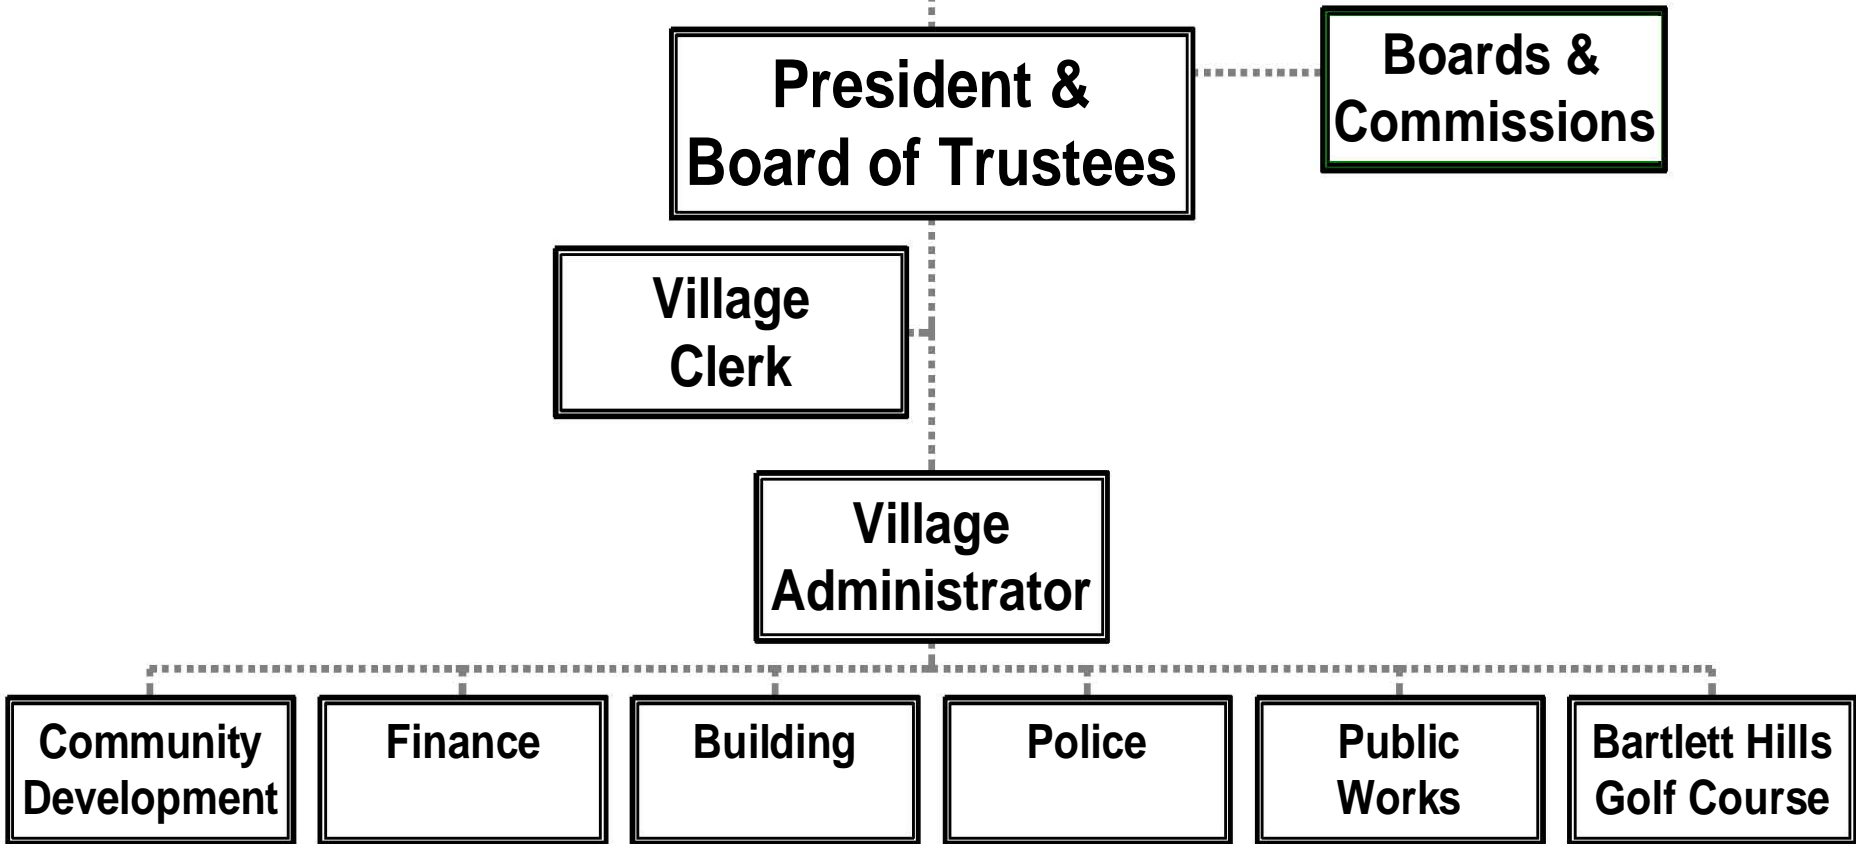 President &
Board of Trustees
Boards &
Commissions
Village
Clerk
Village
Administrator
Community
Development
Finance
Building
Police
Public
Works
Bartlett Hills
Golf Course